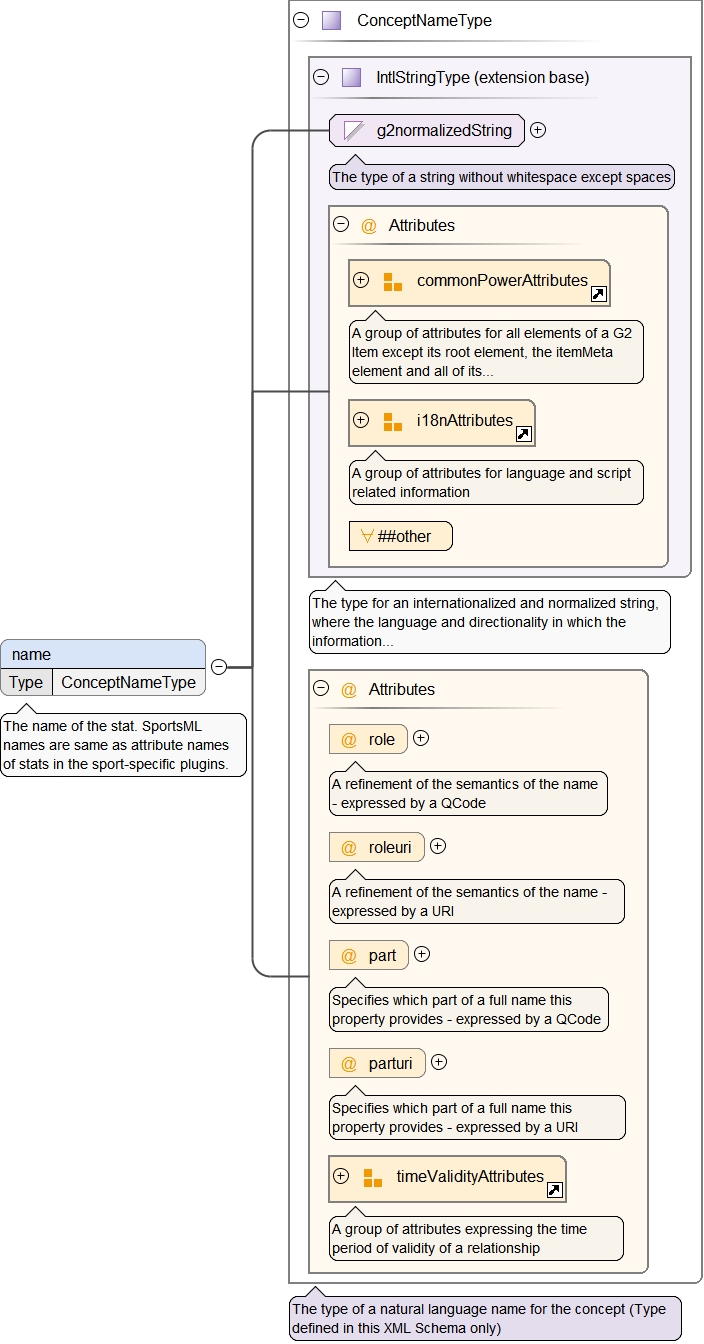 ConceptNameType
IntlStringType (extension base)
g2normalizedString
The type of a string without whitespace except spaces
@ Attributes
commonPowerAttributes
A group of attributes for all elements of a G2
Item except its root element, the itemMeta
element and all of its...
i18nAttributes
A group of attributes for language and script
related information
##other
The type for an internationalized and normalized string,
where the language and directionality in which the
information...
name
Type ConceptNameType
The name of the stat. SportsML
names are same as attribute names
of stats in the sport-specific plugins.
@ Attributes
@ role
A refinement of the semantics of the name
- expressed by a QCode
@ roleuri
A refinement of the semantics of the name -
expressed by a URI
@ part
Specifies which part of a full name this
property provides - expressed by a QCode
@ parturi
Specifies which part of a full name this
property provides - expressed by a URI
timeValidityAttributes
A group of attributes expressing the time
period of validity of a relationship
The type of a natural language name for the concept (Type
defined in this XML Schema only)